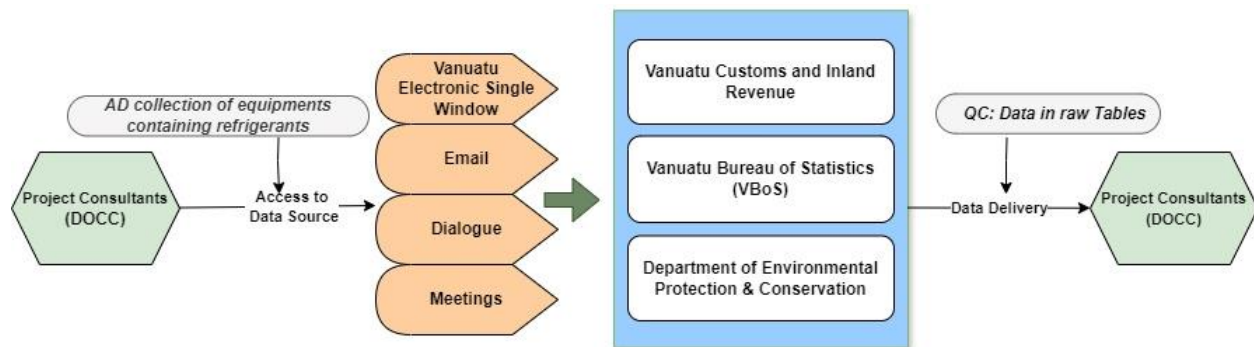 AD collection of equipments
containing refrigerants
Project Consultants
(DOCC)
Access to
Data Source
Vanuatu
Electronic Single
Window
Email
Dialogue
Meetings
Vanuatu Customs and Inland
Revenue
Vanuatu Bureau of Statistics
(VBoS)
Department of Environmental
Protection & Conservation
QC: Data in raw Tables
Data Delivery
Project Consultants
(DOCC)